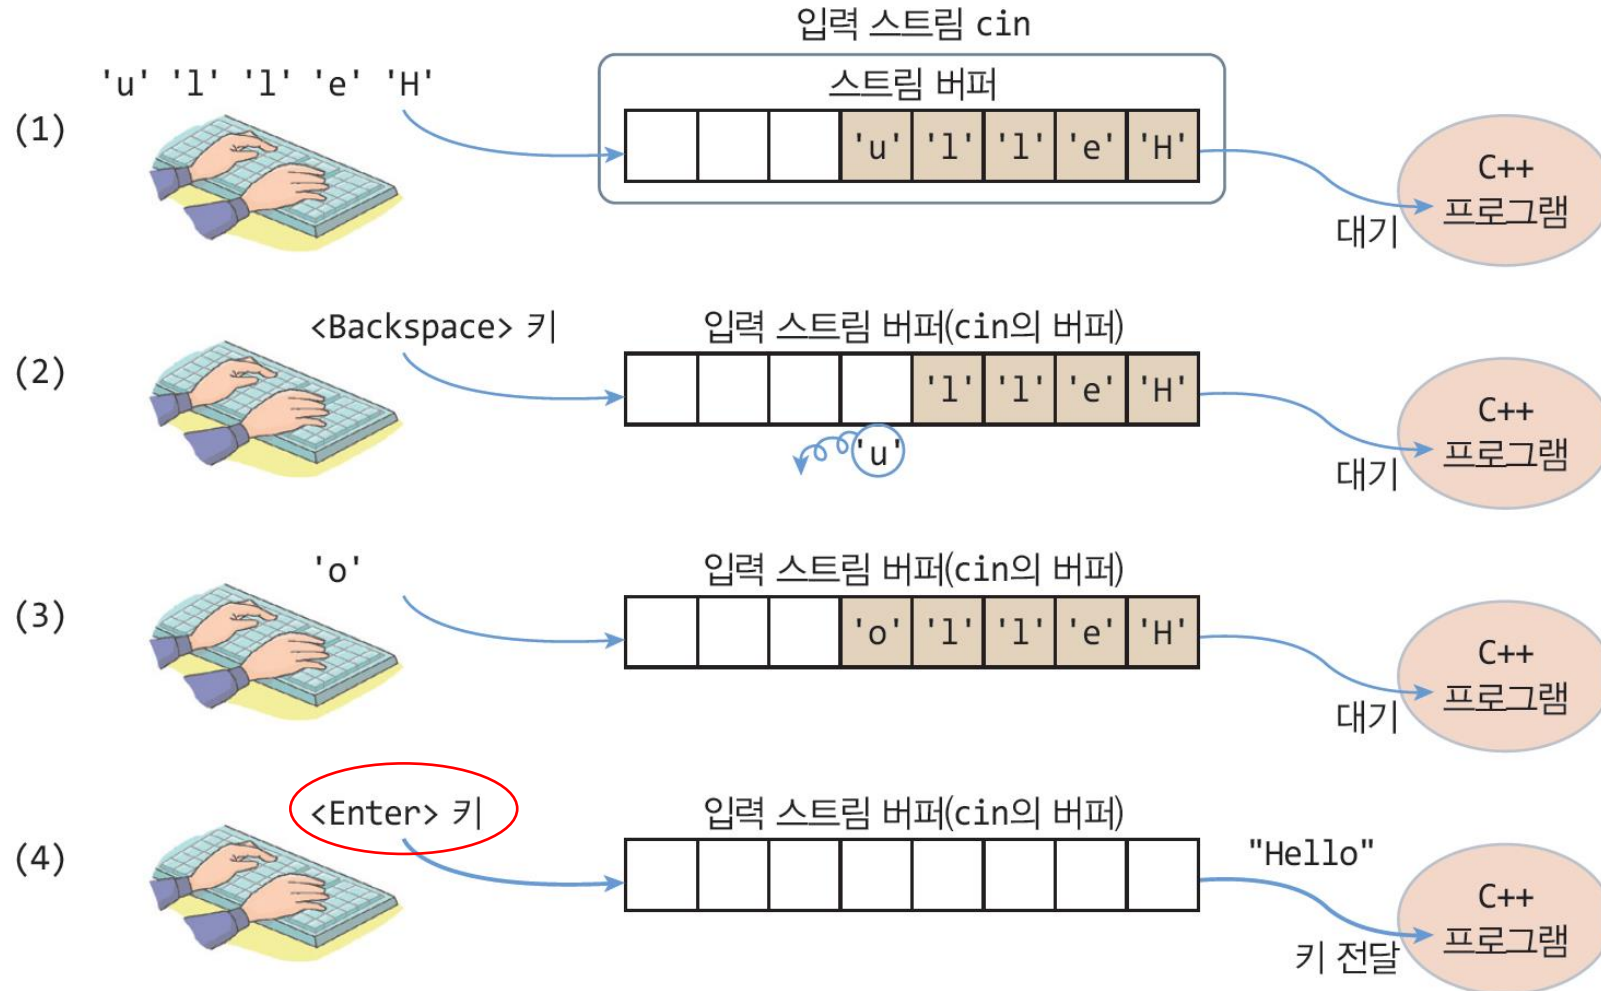 입력 스트림 cin
'u' 'l' 'l' 'e' 'H'
스트림 버퍼
(1)
'u' 'l' 'l' 'e' 'H'
C++
프로그램
대기
<Backspace> 키
입력 스트림 버퍼(cin의 버퍼)
(2)
'l' 'l' 'e' 'H'
'u'
C++
프로그램
대기
'o'
입력 스트림 버퍼(cin의 버퍼)
(3)
'o' 'l' 'l' 'e' 'H'
C++
프로그램
대기
<Enter> 키
입력 스트림 버퍼(cin의 버퍼)
(4)
"Hello"
C++
프로그램
키 전달